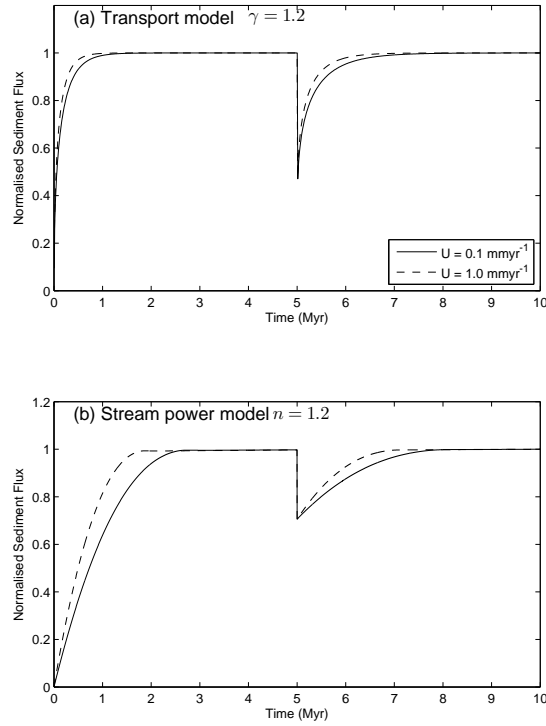 (a) Transport model γ = 1.2
1.2
1
0.8
0.6
0.4
0.2
0
Normalised Sediment Flux
U = 0.1 mmyr⁻¹
U = 1.0 mmyr⁻¹
0 1 2 3 4 5 6 7 8 9 10
Time (Myr)
(b) Stream power model n = 1.2
1.2
1
0.8
0.6
0.4
0.2
0
Normalised Sediment Flux
0 1 2 3 4 5 6 7 8 9 10
Time (Myr)